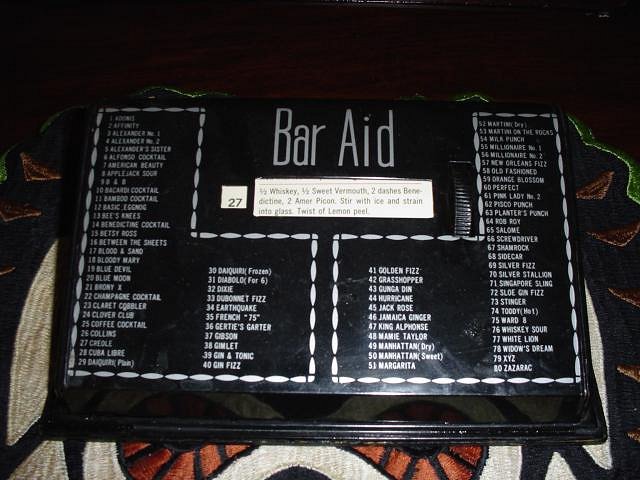 Bar Aid
27
½ Whiskey, ½ Sweet Vermouth, 2 dashes Bene-
dictine, 2 Amer Picon. Stir with ice and strain
into glass. Twist of Lemon peel.
1 ADONIS
2 AFFINITY
3 ALEXANDER No. 1
4 ALEXANDER No. 2
5 ALEXANDER'S SISTER
6 ALFONSO COCKTAIL
7 AMERICAN BEAUTY
8 APPLEJACK SOUR
9 B & B
10 BACARDI COCKTAIL
11 BAMBOO COCKTAIL
12 BASIC EGGNOG
13 BEE'S KNEES
14 BENEDICTINE COCKTAIL
15 BETSY ROSS
16 BETWEEN THE SHEETS
17 BLOOD & SAND
18 BLOODY MARY
19 BLUE DEVIL
20 BLUE MOON
21 BRONX
22 CHAMPAGNE COCKTAIL
23 CLARET COBBLER
24 CLOVER CLUB
25 COFFEE COCKTAIL
26 COLLINS
27 CREOLE
28 CUBA LIBRE
29 DAIQUIRI (Plain)
30 DAIQUIRI (Frozen)
31 DIABOLO (For 6)
32 DIXIE
33 DUBONNET FIZZ
34 EARTHQUAKE
35 FRENCH "75"
36 GERTIE'S GARTER
37 GIBSON
38 GIMLET
39 GIN & TONIC
40 GIN FIZZ
41 GOLDEN FIZZ
42 GRASSHOPPER
43 GUNGA DIN
44 HURRICANE
45 JACK ROSE
46 JAMAICA GINGER
47 KING ALPHONSE
48 MAMIE TAYLOR
49 MANHATTAN (Dry)
50 MANHATTAN (Sweet)
51 MARGARITA
52 MARTINI (Dry)
53 MARTINI ON THE ROCKS
54 MILK PUNCH
55 MILLIONAIRE No. 1
56 MILLIONAIRE No. 2
57 NEW ORLEANS FIZZ
58 OLD FASHIONED
59 ORANGE BLOSSOM
60 PERFECT
61 PINK LADY No. 2
62 PISCO PUNCH
63 PLANTER'S PUNCH
64 ROB ROY
65 SALOME
66 SCREWDRIVER
67 SHAMROCK
68 SIDECAR
69 SILVER FIZZ
70 SILVER STALLION
71 SINGAPORE SLING
72 SLOE GIN FIZZ
73 STINGER
74 TODDY (Hot)
75 WARD 8
76 WHISKEY SOUR
77 WHITE LION
78 WIDOW'S DREAM
79 XYZ
80 ZAZARAC